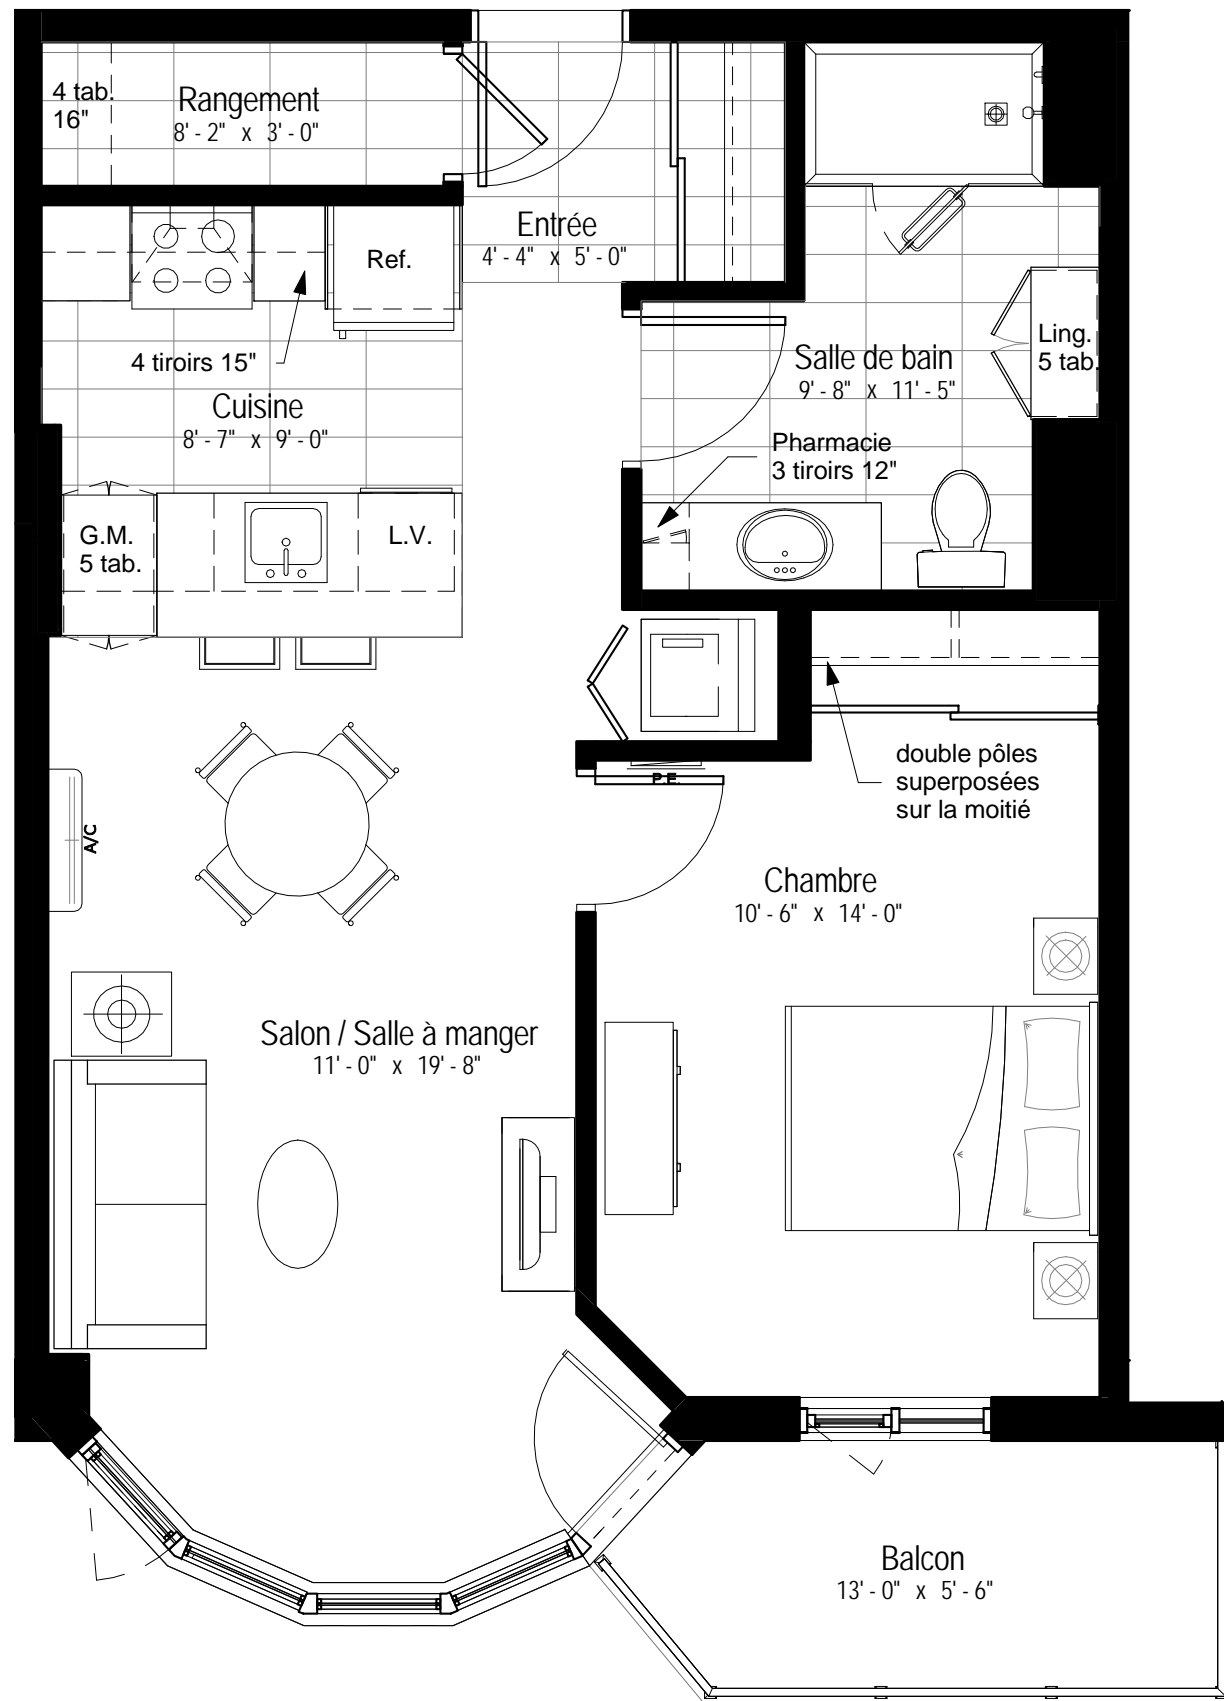 4 tab.
16"
Rangement
8' - 2" x 3' - 0"
Entrée
4' - 4" x 5' - 0"
Ref.
4 tiroirs 15"
Cuisine
8' - 7" x 9' - 0"
Salle de bain
9' - 8" x 11' - 5"
Ling.
5 tab.
Pharmacie
3 tiroirs 12"
G.M.
5 tab.
L.V.
double pôles
superposées
sur la moitié
P.E.
A/C
Chambre
10' - 6" x 14' - 0"
Salon / Salle à manger
11' - 0" x 19' - 8"
Balcon
13' - 0" x 5' - 6"